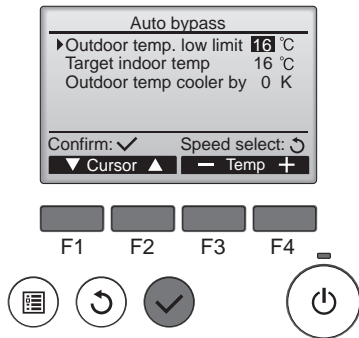 Auto bypass
▶Outdoor temp. low limit 16 ℃
Target indoor temp 16 ℃
Outdoor temp cooler by 0 K
Confirm: ✓ Speed select: ↺
▼ Cursor ▲ − Temp +
F1 F2 F3 F4